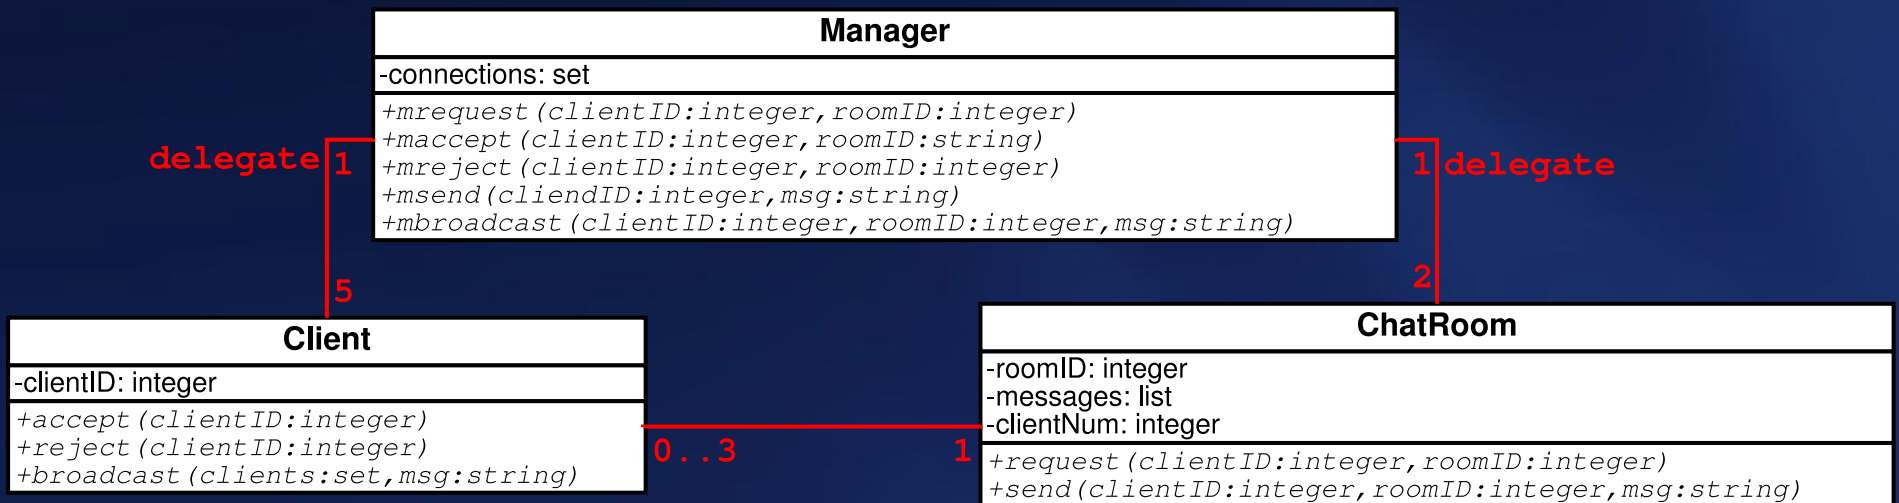 Manager
-connections: set
+mrequest(clientID:integer,roomID:integer)
+maccept(clientID:integer,roomID:string)
+mreject(clientID:integer,roomID:integer)
+msend(cliendID:integer,msg:string)
+mbroadcast(clientID:integer,roomID:integer,msg:string)
delegate 1
1 delegate
5
2
Client
-clientID: integer
+accept(clientID:integer)
+reject(clientID:integer)
+broadcast(clients:set,msg:string)
0..3
1
ChatRoom
-roomID: integer
-messages: list
-clientNum: integer
+request(clientID:integer,roomID:integer)
+send(clientID:integer,roomID:integer,msg:string)